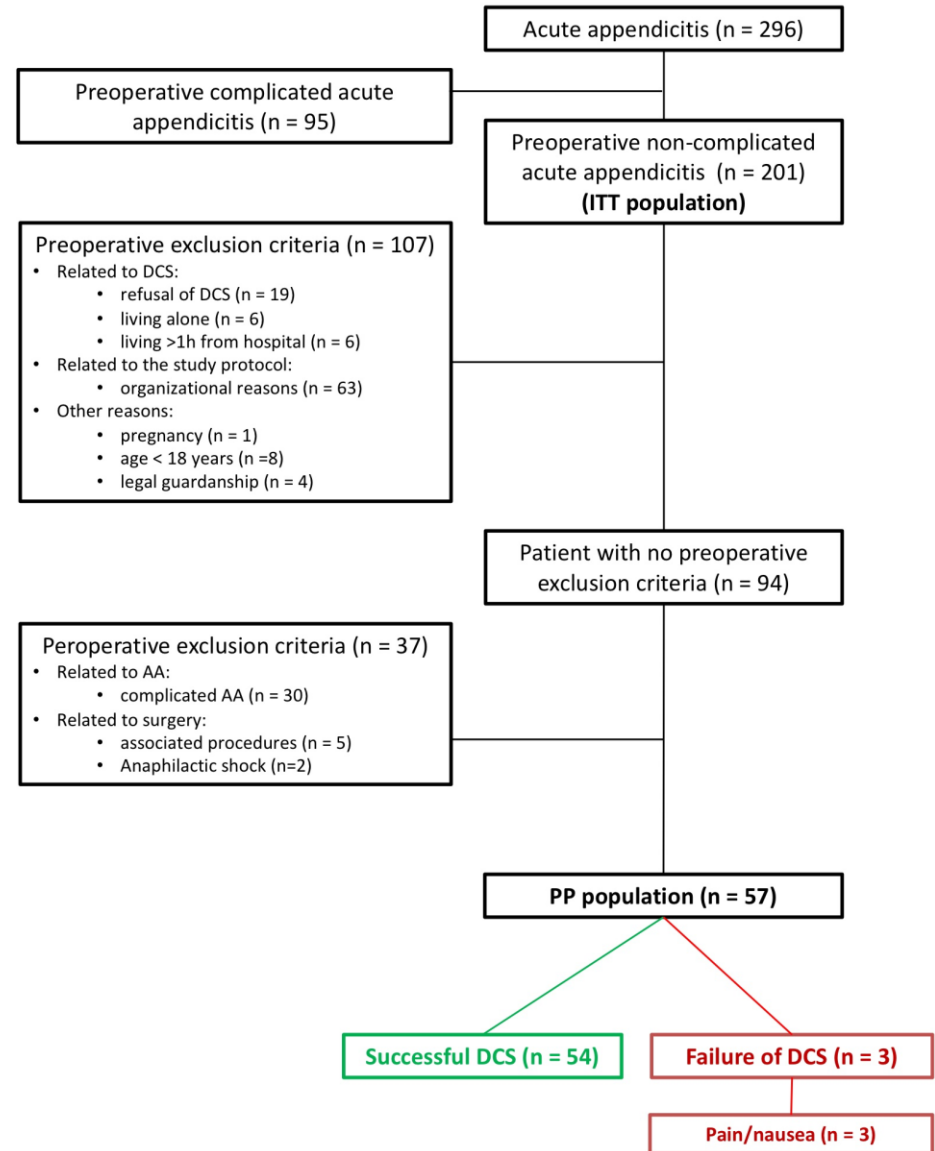 Acute appendicitis (n = 296)
Preoperative complicated acute
appendicitis (n = 95)
Preoperative non-complicated
acute appendicitis (n = 201)
(ITT population)
Preoperative exclusion criteria (n = 107)
• Related to DCS:
• refusal of DCS (n = 19)
• living alone (n = 6)
• living >1h from hospital (n = 6)
• Related to the study protocol:
• organizational reasons (n = 63)
• Other reasons:
• pregnancy (n = 1)
• age < 18 years (n =8)
• legal guardanship (n = 4)
Patient with no preoperative
exclusion criteria (n = 94)
Peroperative exclusion criteria (n = 37)
• Related to AA:
• complicated AA (n = 30)
• Related to surgery:
• associated procedures (n = 5)
• Anaphilactic shock (n=2)
PP population (n = 57)
Successful DCS (n = 54)
Failure of DCS (n = 3)
Pain/nausea (n = 3)